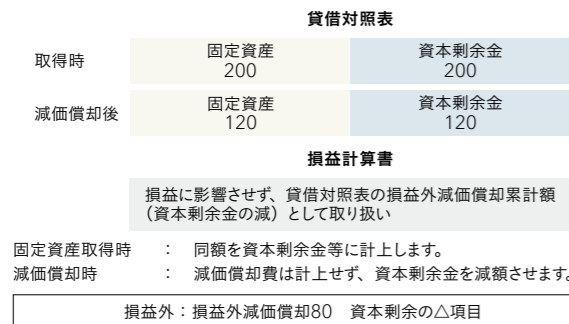 貸借対照表
取得時
固定資産
200
資本剰余金
200
減価償却後
固定資産
120
資本剰余金
120
損益計算書
損益に影響させず、貸借対照表の損益外減価償却累計額
（資本剰余金の減）として取り扱い
固定資産取得時　：　同額を資本剰余金等に計上します。
減価償却時　：　減価償却費は計上せず、資本剰余金を減額させます。
損益外：損益外減価償却80　資本剰余の△項目